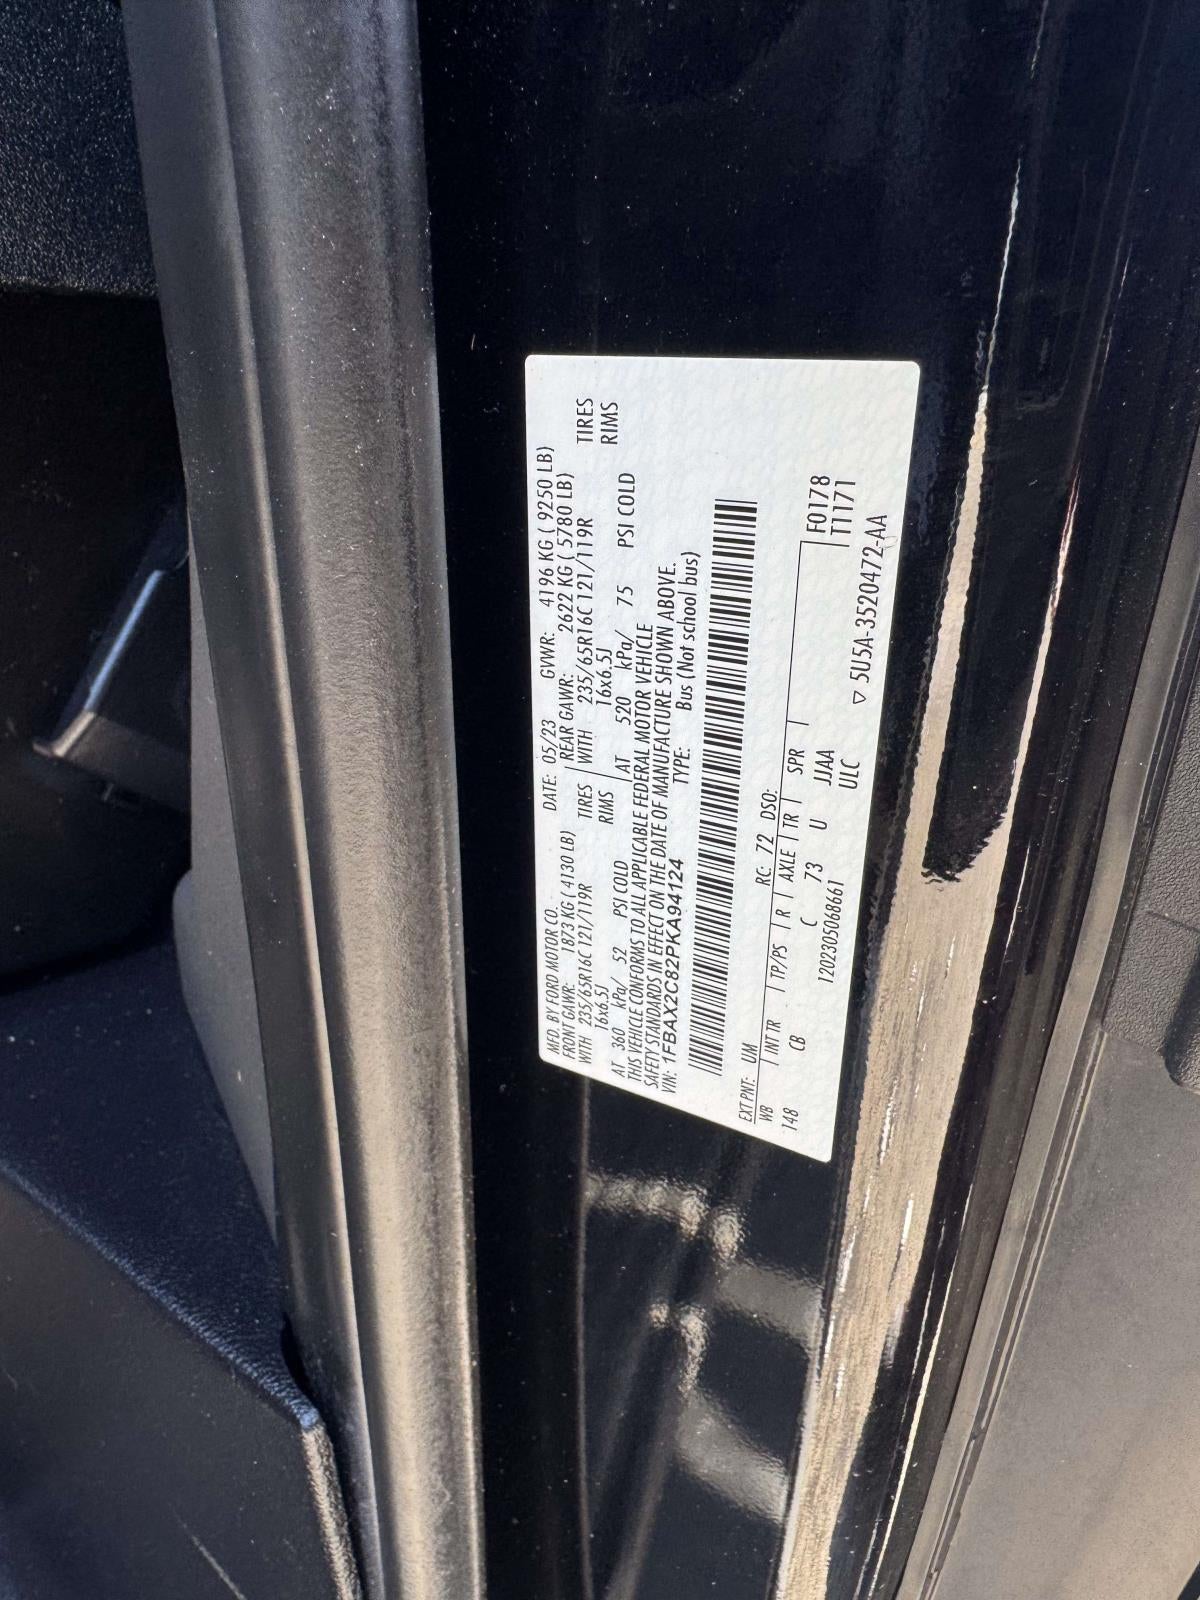 MFD. BY FORD MOTOR CO. DATE: 05/23 GVWR: 4196 KG ( 9250 LB)
FRONT GAWR: 1873 KG ( 4130 LB) REAR GAWR: 2622 KG ( 5780 LB)
WITH 235/65R16C 121/119R TIRES WITH 235/65R16C 121/119R TIRES
16x6.5J RIMS 16x6.5J RIMS
AT 360 kPa/ 52 PSI COLD AT 520 kPa/ 75 PSI COLD
THIS VEHICLE CONFORMS TO ALL APPLICABLE FEDERAL MOTOR VEHICLE
SAFETY STANDARDS IN EFFECT ON THE DATE OF MANUFACTURE SHOWN ABOVE.
VIN: 1FBAX2C82PKA94124 TYPE: Bus (Not school bus)
EXT PNT: UM RC: 72 DSO:
WB INT TR TP/PS R AXLE TR SPR
148 CB C 73 U JJAA
F0178
T1171
120230506861 ULC
5U5A-3520472-AA